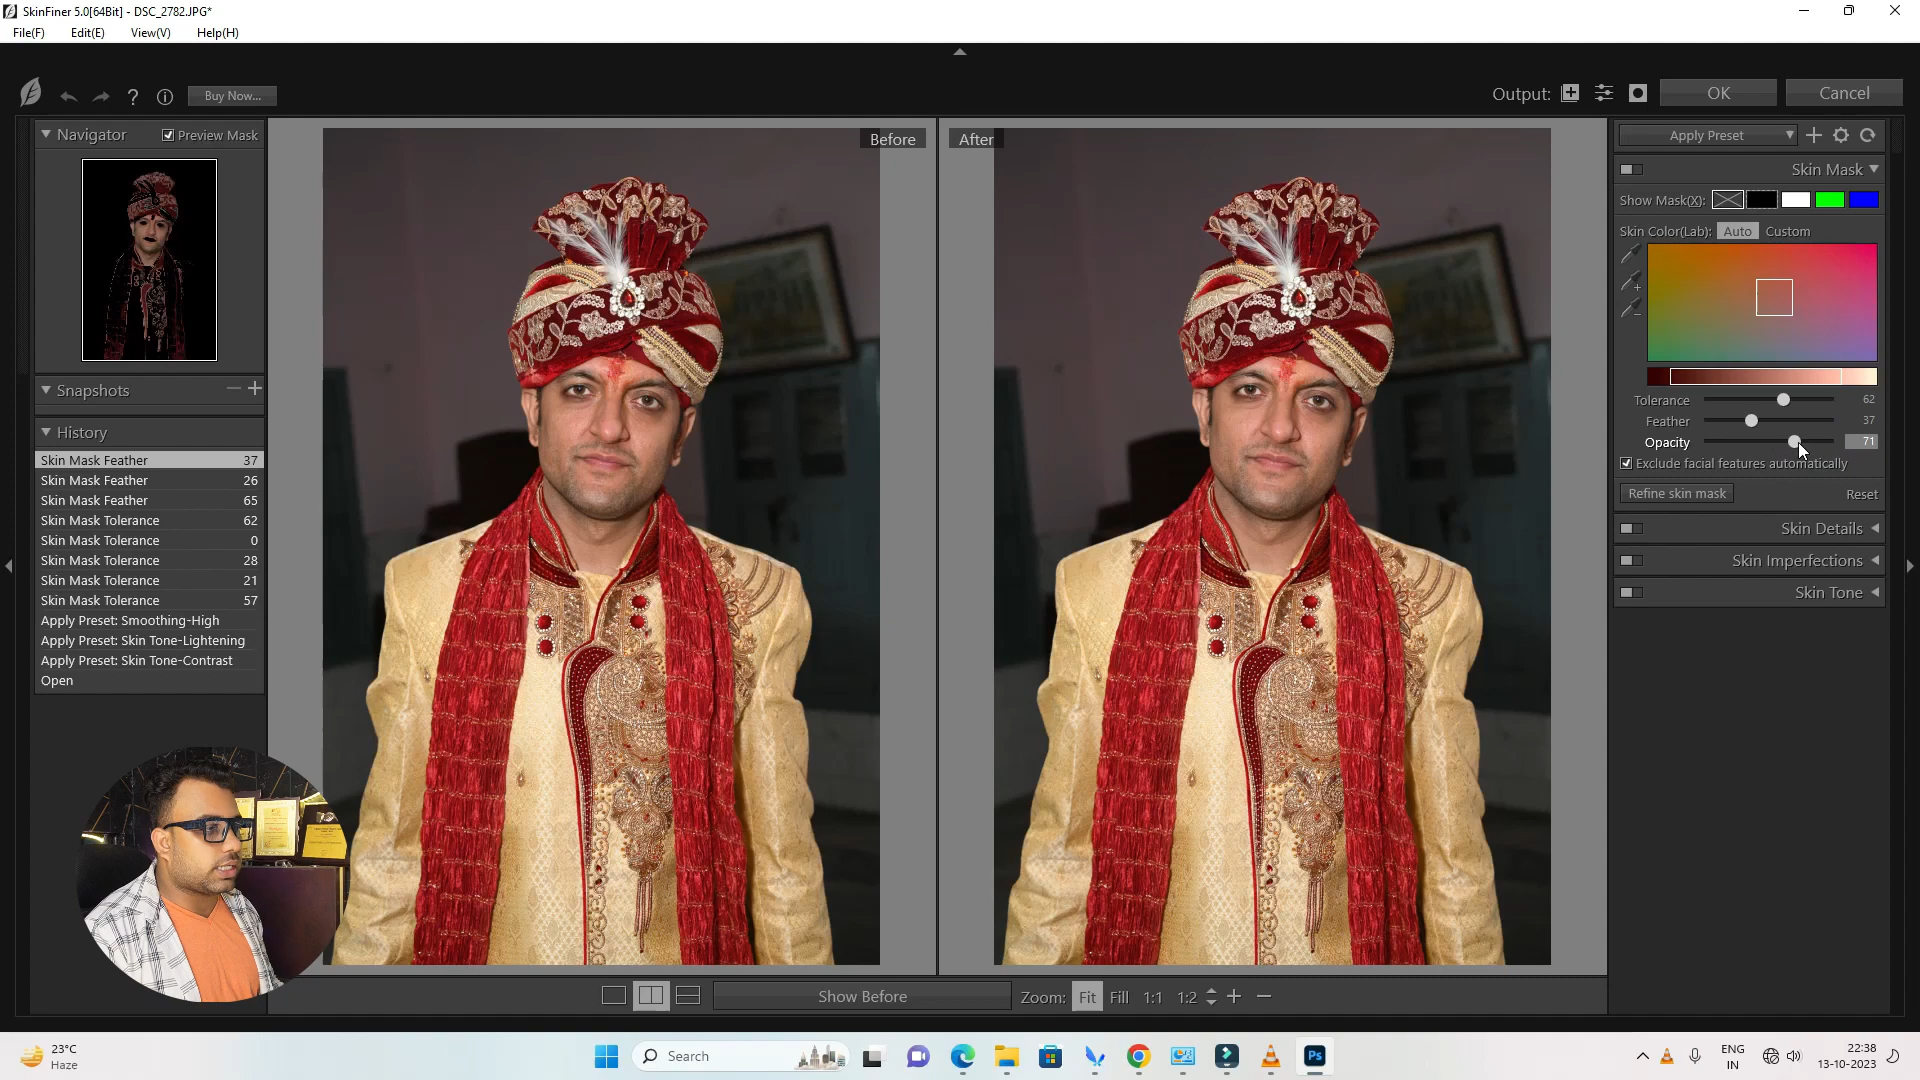 SkinFiner 5.0[64Bit] - DSC_2782.JPG*
File(F) Edit(E) View(V) Help(H)
? Buy Now... Output: OK Cancel
Navigator Preview Mask
Before
After
Apply Preset
Skin Mask
Show Mask(X):
Skin Color(Lab): Auto Custom
Tolerance 62
Feather 37
Opacity 71
Exclude facial features automatically
Refine skin mask Reset
Skin Details
Skin Imperfections
Skin Tone
Snapshots
History
Skin Mask Feather 37
Skin Mask Feather 26
Skin Mask Feather 65
Skin Mask Tolerance 62
Skin Mask Tolerance 0
Skin Mask Tolerance 28
Skin Mask Tolerance 21
Skin Mask Tolerance 57
Apply Preset: Smoothing-High
Apply Preset: Skin Tone-Lightening
Apply Preset: Skin Tone-Contrast
Open
Show Before Zoom: Fit Fill 1:1 1:2
23°C
Haze
Search
Ps
ENG
IN
22:38
13-10-2023